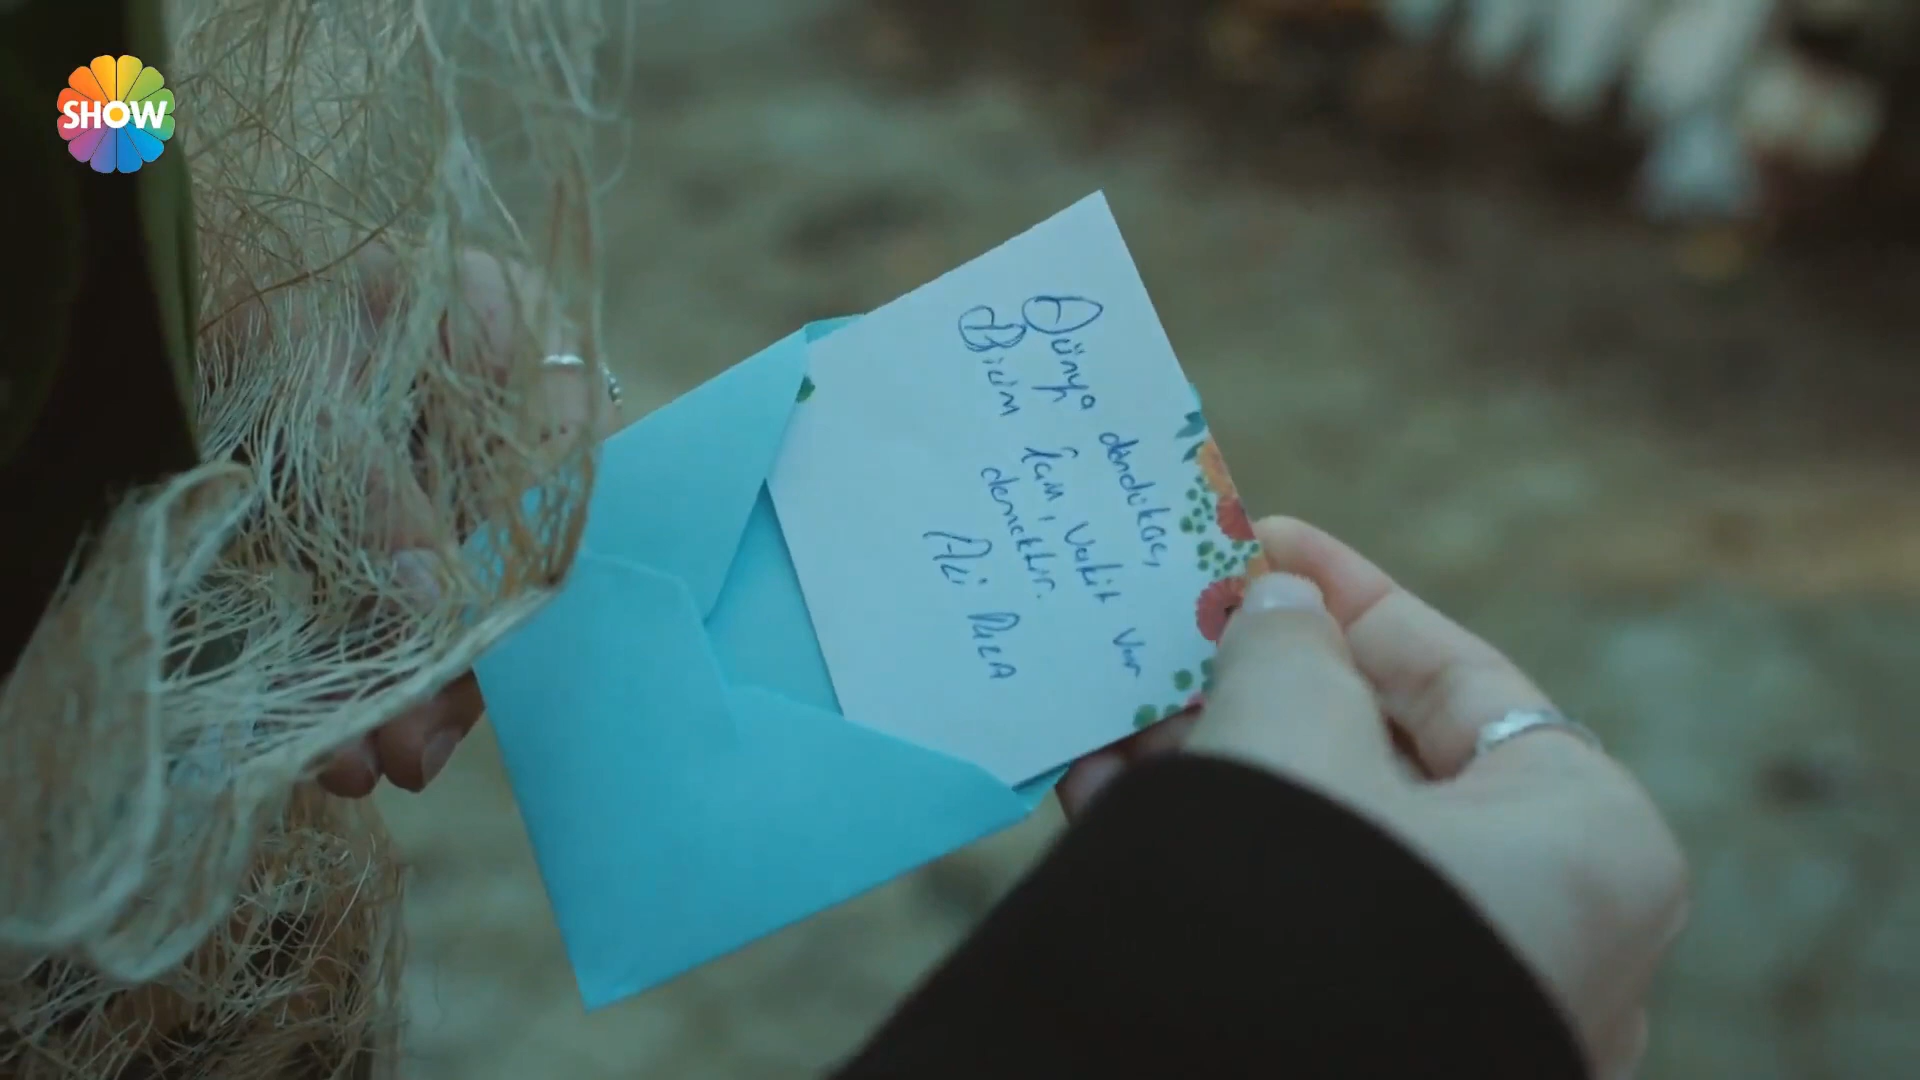 SHOW
Dünya döndükçe,
Bizim için, vakit var
demektir.
Ali Rıza